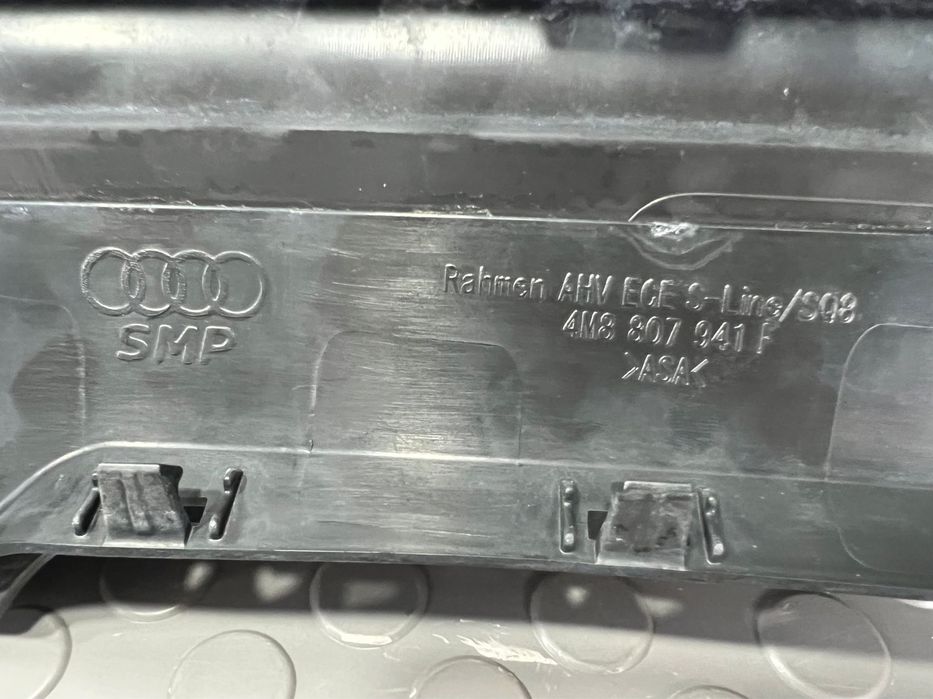 SMP
Rahmen AHV ECE S-Line/SQ8
4M8 807 941 F
>ASA<